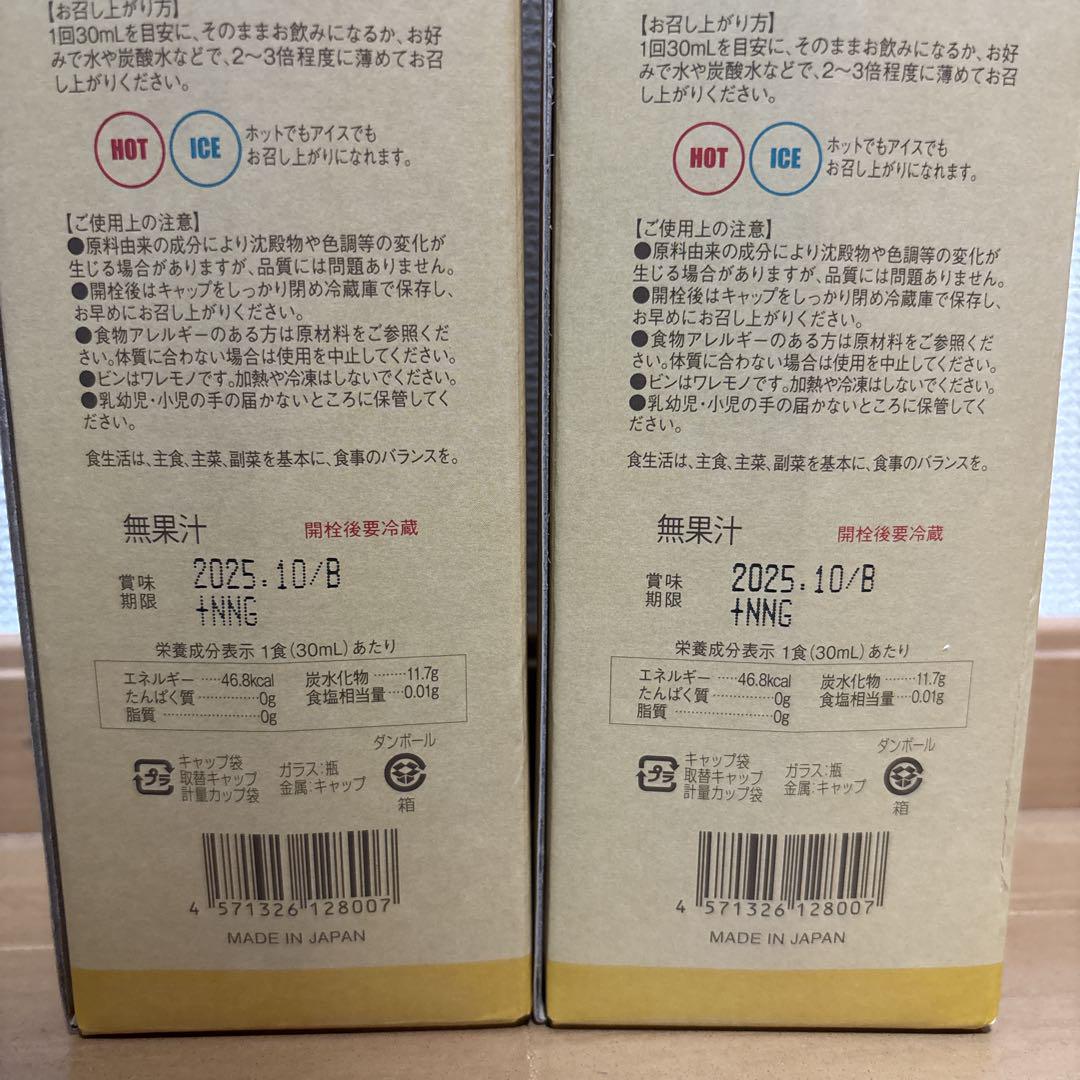 【お召し上がり方】
1回30mLを目安に、そのままお飲みになるか、お好
みで水や炭酸水などで、2〜3倍程度に薄めてお召
し上がりください。
HOT ICE ホットでもアイスでも
お召し上がりになれます。
【ご使用上の注意】
●原料由来の成分により沈殿物や色調等の変化が
生じる場合がありますが、品質には問題ありません。
●開栓後はキャップをしっかり閉め冷蔵庫で保存し、
お早めにお召し上がりください。
●食物アレルギーのある方は原材料をご参照くだ
さい。体質に合わない場合は使用を中止してください。
●ビンはワレモノです。加熱や冷凍はしないでください。
●乳幼児・小児の手の届かないところに保管してく
ださい。
食生活は、主食、主菜、副菜を基本に、食事のバランスを。
無果汁 開栓後要冷蔵
賞味
期限
2025.10/B
+NNG
栄養成分表示 1食(30mL)あたり
エネルギー……46.8kcal 炭水化物………11.7g
たんぱく質……………0g 食塩相当量…0.01g
脂質……………………0g
プラ
キャップ袋
取替キャップ
計量カップ袋
ガラス:瓶
金属:キャップ
ダンボール
箱
4 571326 128007
MADE IN JAPAN
【お召し上がり方】
1回30mLを目安に、そのままお飲みになるか、お好
みで水や炭酸水などで、2〜3倍程度に薄めてお召
し上がりください。
HOT ICE ホットでもアイスでも
お召し上がりになれます。
【ご使用上の注意】
●原料由来の成分により沈殿物や色調等の変化が
生じる場合がありますが、品質には問題ありません。
●開栓後はキャップをしっかり閉め冷蔵庫で保存し、
お早めにお召し上がりください。
●食物アレルギーのある方は原材料をご参照くだ
さい。体質に合わない場合は使用を中止してください。
●ビンはワレモノです。加熱や冷凍はしないでください。
●乳幼児・小児の手の届かないところに保管してく
ださい。
食生活は、主食、主菜、副菜を基本に、食事のバランスを。
無果汁 開栓後要冷蔵
賞味
期限
2025.10/B
+NNG
栄養成分表示 1食(30mL)あたり
エネルギー……46.8kcal 炭水化物………11.7g
たんぱく質……………0g 食塩相当量…0.01g
脂質……………………0g
プラ
キャップ袋
取替キャップ
計量カップ袋
ガラス:瓶
金属:キャップ
ダンボール
箱
4 571326 128007
MADE IN JAPAN